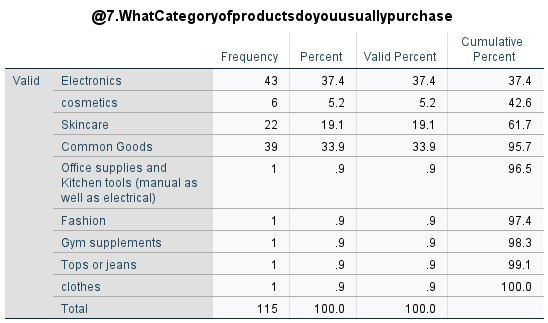 @7.WhatCategoryofproductsdoyouusuallypurchase
Frequency Percent Valid Percent Cumulative Percent
Valid Electronics 43 37.4 37.4 37.4
cosmetics 6 5.2 5.2 42.6
Skincare 22 19.1 19.1 61.7
Common Goods 39 33.9 33.9 95.7
Office supplies and Kitchen tools (manual as well as electrical) 1 .9 .9 96.5
Fashion 1 .9 .9 97.4
Gym supplements 1 .9 .9 98.3
Tops or jeans 1 .9 .9 99.1
clothes 1 .9 .9 100.0
Total 115 100.0 100.0